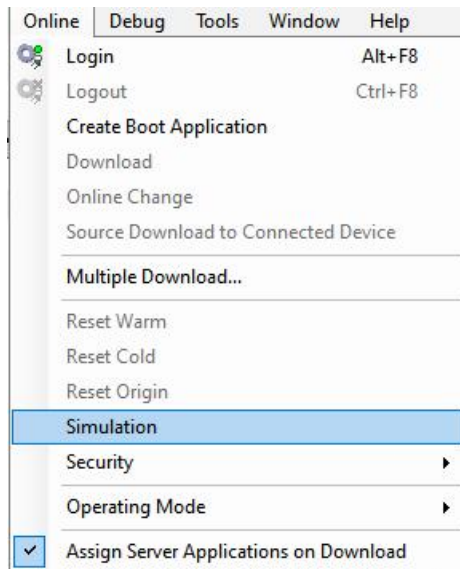 Online Debug Tools Window Help
Login Alt+F8
Logout Ctrl+F8
Create Boot Application
Download
Online Change
Source Download to Connected Device
Multiple Download...
Reset Warm
Reset Cold
Reset Origin
Simulation
Security
Operating Mode
Assign Server Applications on Download